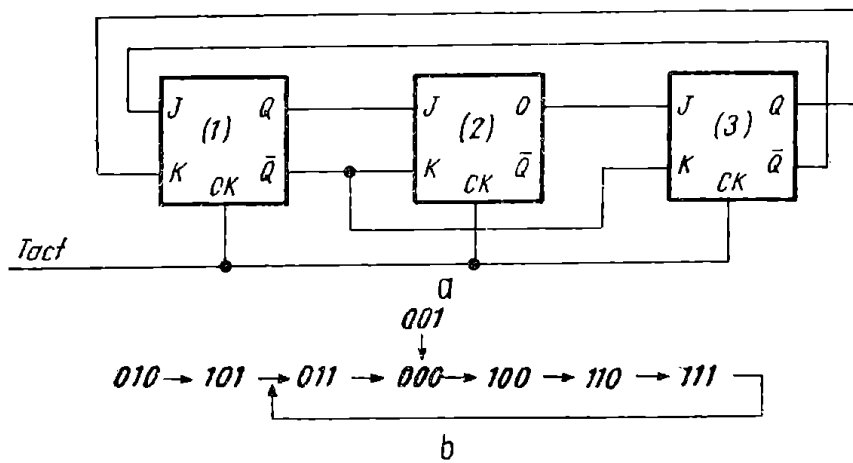 J Q (1) K CK Q̄
J O (2) K CK Q̄
J Q (3) K CK Q̄
Tact
a
001
010 → 101 → 011 → 000 → 100 → 110 → 111
b